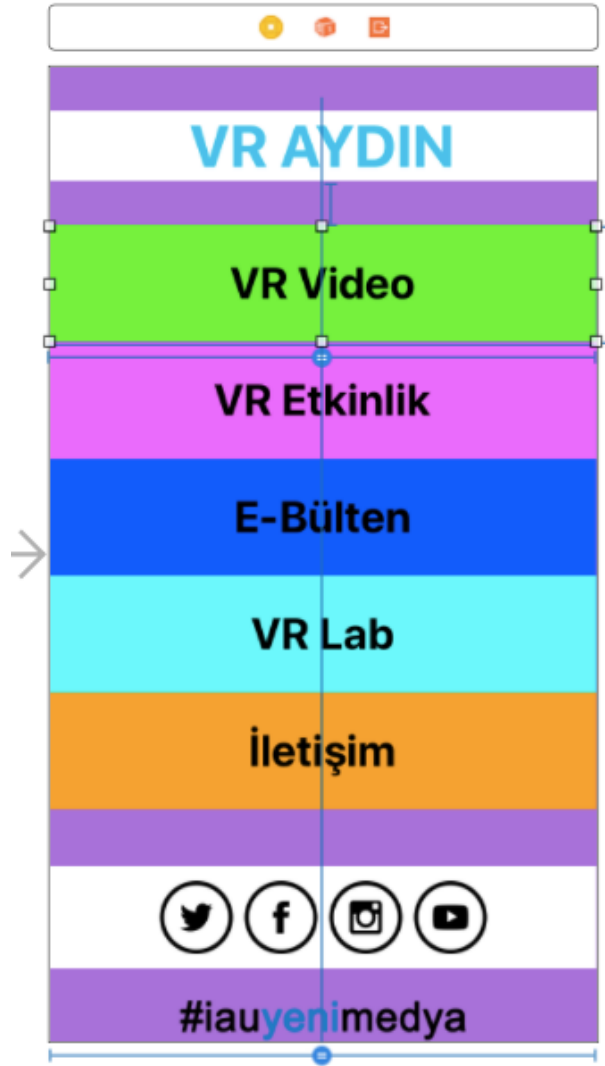 VR AYDIN
VR Video
VR Etkinlik
E-Bülten
VR Lab
İletişim
#iauyenimedya